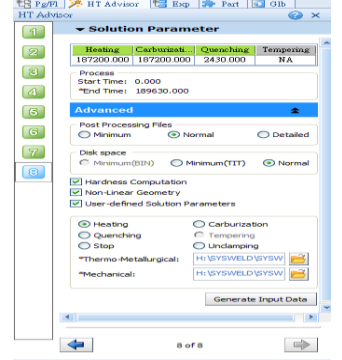 Pg/Fl HT Advisor Exp Part Glb
HT Advisor
Solution Parameter
Heating Carburizati... Quenching Tempering
187200.000 187200.000 2430.000 NA
Process
Start Time: 0.000
*End Time: 189630.000
Advanced
Post Processing Files
Minimum Normal Detailed
Disk space
Minimum(BIN) Minimum(TIT) Normal
Hardness Computation
Non-Linear Geometry
User-defined Solution Parameters
Heating Carburization
Quenching Tempering
Stop Unclamping
*Thermo-Metallurgical: H:\SYSWELD\SYSW
*Mechanical: H:\SYSWELD\SYSW
Generate Input Data
1
2
3
4
5
6
7
8
8 of 8